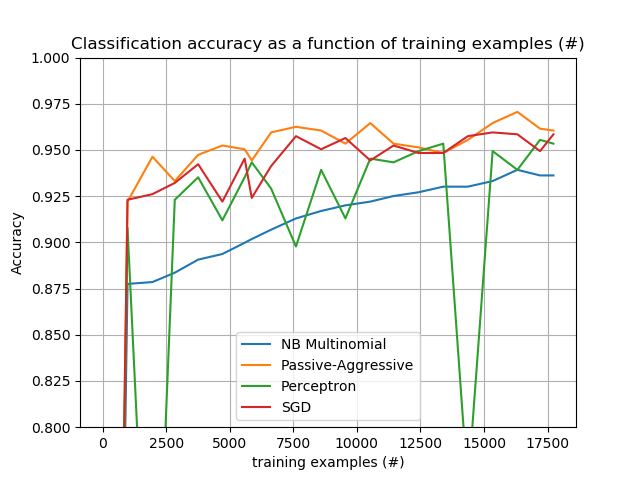 Classification accuracy as a function of training examples (#)
1.000
0.975
0.950
0.925
0.900
0.875
0.850
0.825
0.800
Accuracy
NB Multinomial
Passive-Aggressive
Perceptron
SGD
0 2500 5000 7500 10000 12500 15000 17500
training examples (#)